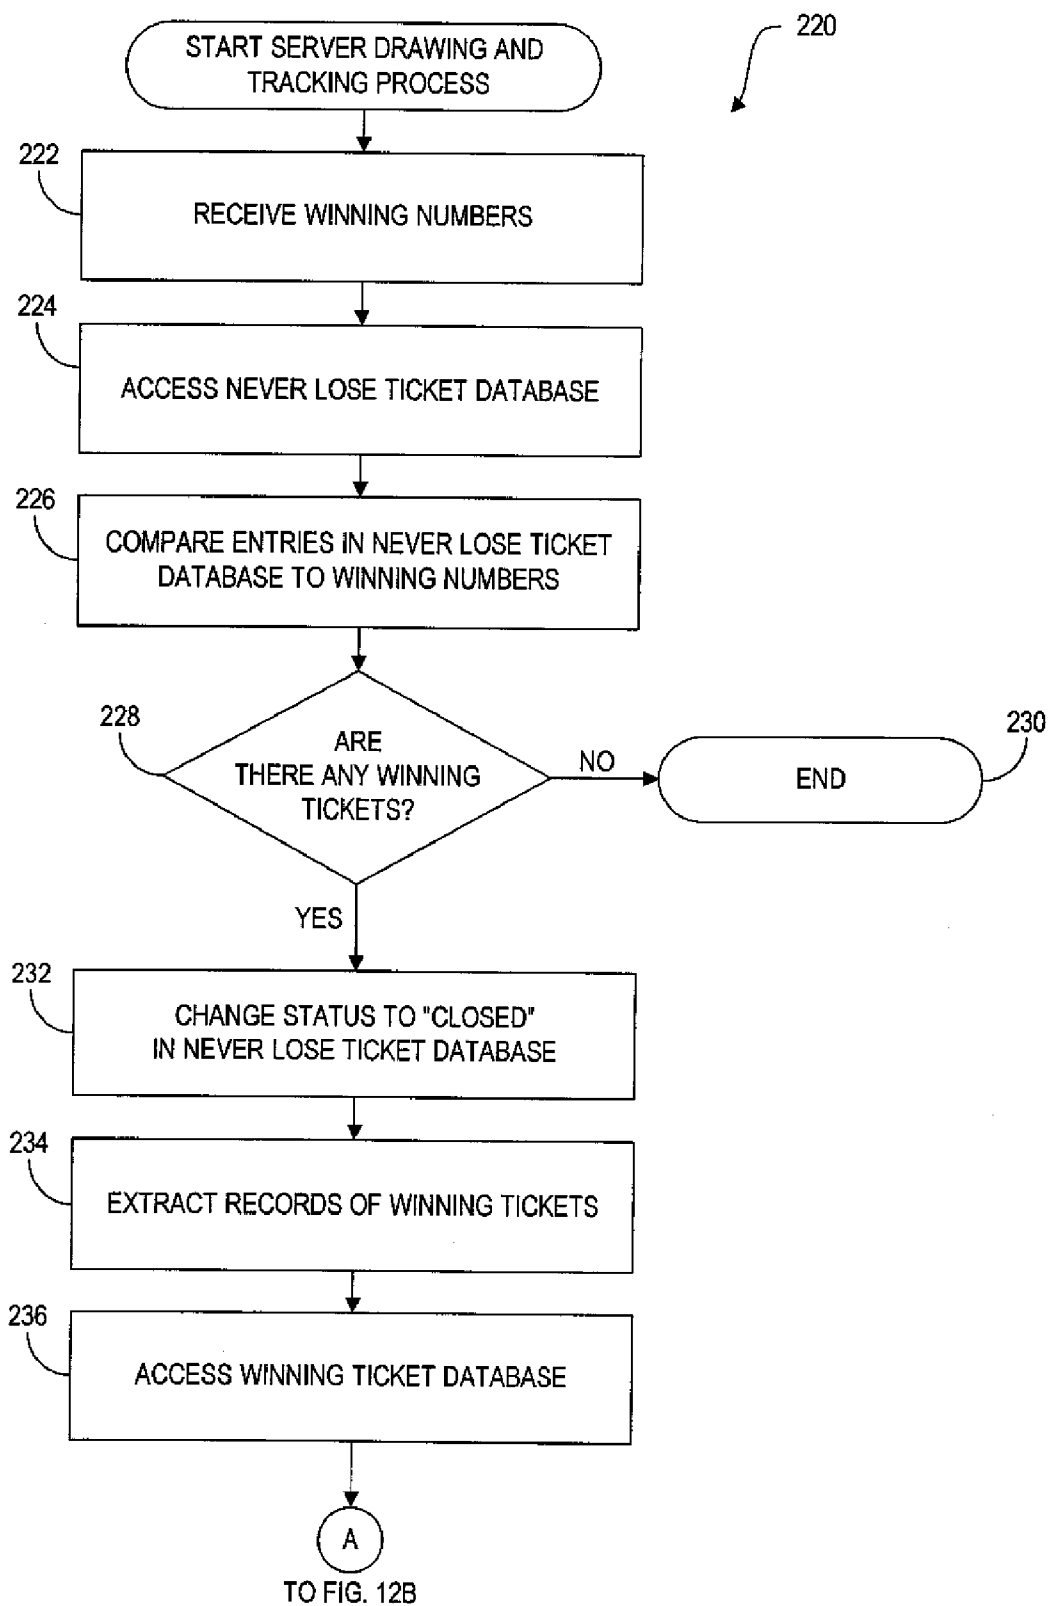 220
START SERVER DRAWING AND
TRACKING PROCESS
222
RECEIVE WINNING NUMBERS
224
ACCESS NEVER LOSE TICKET DATABASE
226
COMPARE ENTRIES IN NEVER LOSE TICKET
DATABASE TO WINNING NUMBERS
228
ARE
THERE ANY WINNING
TICKETS?
NO
END
230
YES
232
CHANGE STATUS TO "CLOSED"
IN NEVER LOSE TICKET DATABASE
234
EXTRACT RECORDS OF WINNING TICKETS
236
ACCESS WINNING TICKET DATABASE
A
TO FIG. 12B